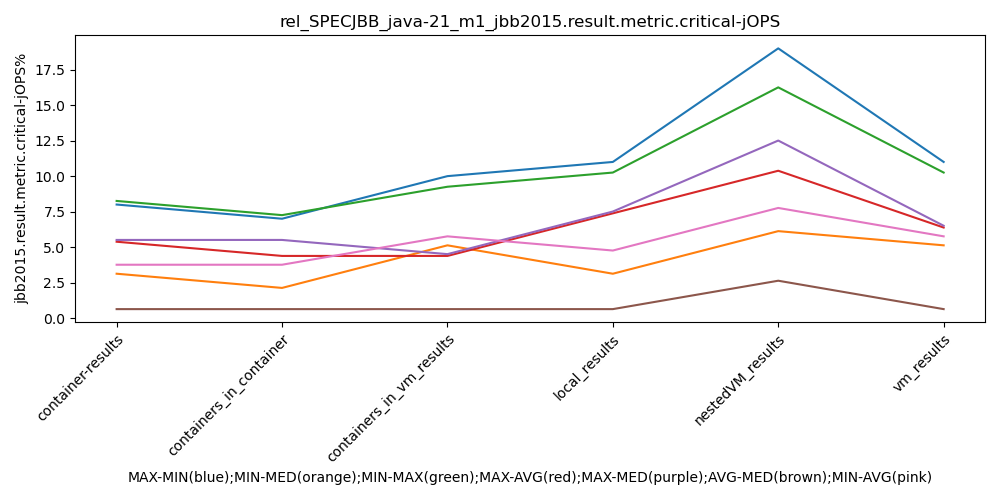 rel_SPECJBB_java-21_m1_jbb2015.result.metric.critical-jOPS
jbb2015.result.metric.critical-jOPS%
17.5
15.0
12.5
10.0
7.5
5.0
2.5
0.0
container-results
containers_in_container
containers_in_vm_results
local_results
nestedVM_results
vm_results
MAX-MIN(blue);MIN-MED(orange);MIN-MAX(green);MAX-AVG(red);MAX-MED(purple);AVG-MED(brown);MIN-AVG(pink)